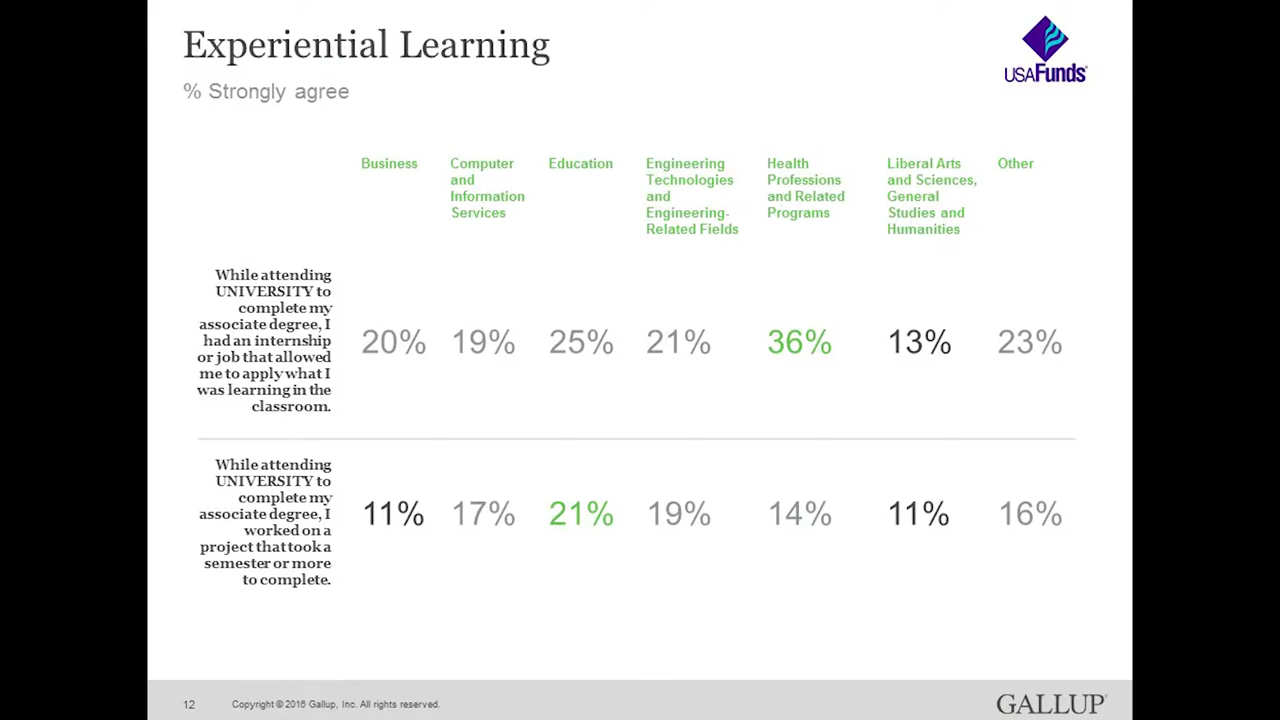 Experiential Learning
USAFunds®
% Strongly agree
Business
Computer
and
Information
Services
Education
Engineering
Technologies
and
Engineering-
Related Fields
Health
Professions
and Related
Programs
Liberal Arts
and Sciences,
General
Studies and
Humanities
Other
While attending
UNIVERSITY to
complete my
associate degree, I
had an internship
or job that allowed
me to apply what I
was learning in the
classroom.
20% 19% 25% 21% 36% 13% 23%
While attending
UNIVERSITY to
complete my
associate degree, I
worked on a
project that took a
semester or more
to complete.
11% 17% 21% 19% 14% 11% 16%
12 Copyright © 2016 Gallup, Inc. All rights reserved.
GALLUP®